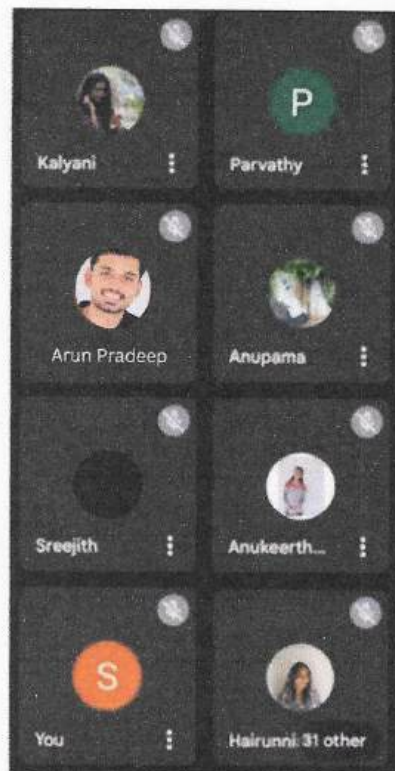 Kalyani
P
Parvathy
Arun Pradeep
Anupama
Sreejith
Anukeerth...
S
You
Hairunni 31 other